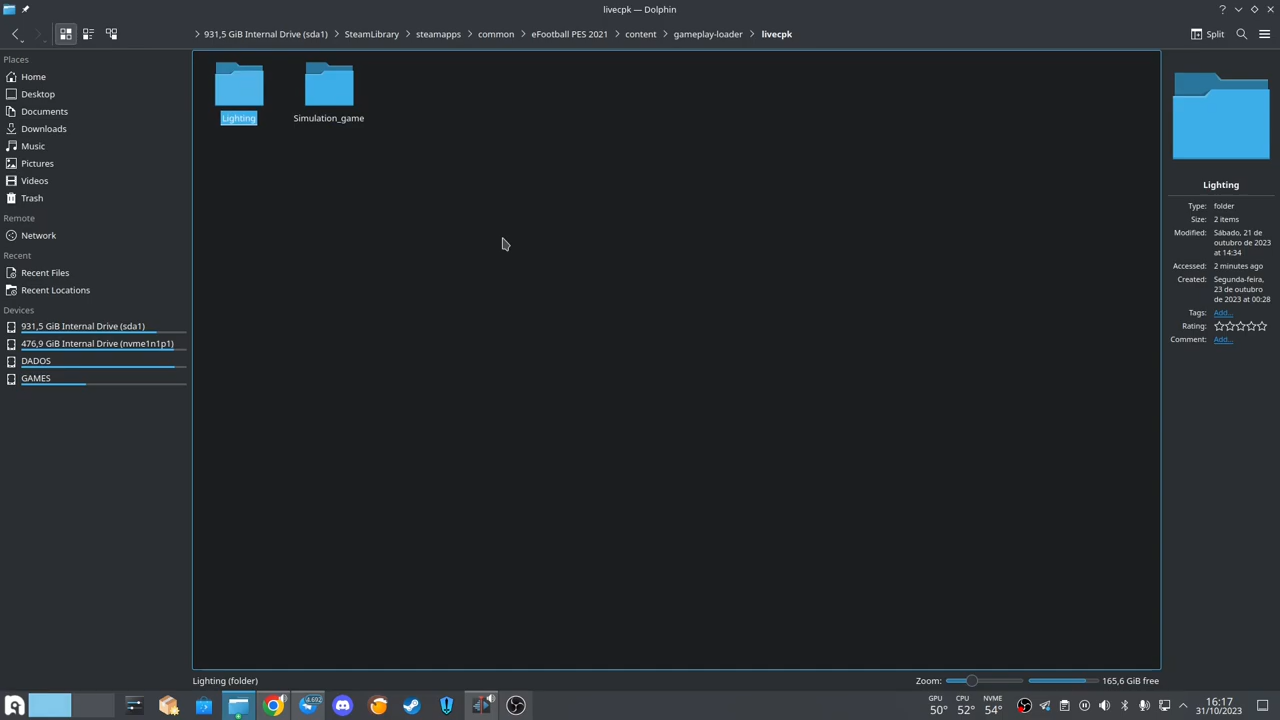 livecpk — Dolphin
931,5 GiB Internal Drive (sda1) SteamLibrary steamapps common eFootball PES 2021 content gameplay-loader livecpk
Split
Places
Home
Desktop
Documents
Downloads
Music
Pictures
Videos
Trash
Remote
Network
Recent
Recent Files
Recent Locations
Devices
931,5 GiB Internal Drive (sda1)
476,9 GiB Internal Drive (nvme1n1p1)
DADOS
GAMES
Lighting
Simulation_game
Lighting
Type: folder
Size: 2 items
Modified: Sábado, 21 de
outubro de 2023
at 14:34
Accessed: 2 minutes ago
Created: Segunda-feira,
23 de outubro
de 2023 at 00:28
Tags: Add...
Rating:
Comment: Add...
Lighting (folder)
Zoom:
165,6 GiB free
4.692
GPU CPU NVME
50° 52° 54°
16:17
31/10/2023